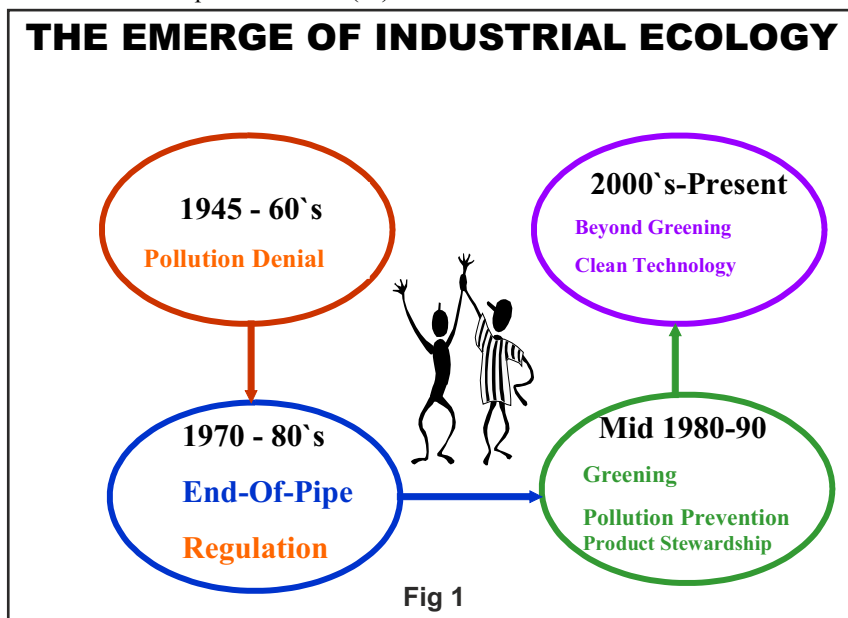 THE EMERGE OF INDUSTRIAL ECOLOGY
1945 - 60`s
Pollution Denial
1970 - 80`s
End-Of-Pipe
Regulation
Mid 1980-90
Greening
Pollution Prevention
Product Stewardship
2000`s-Present
Beyond Greening
Clean Technology
Fig 1